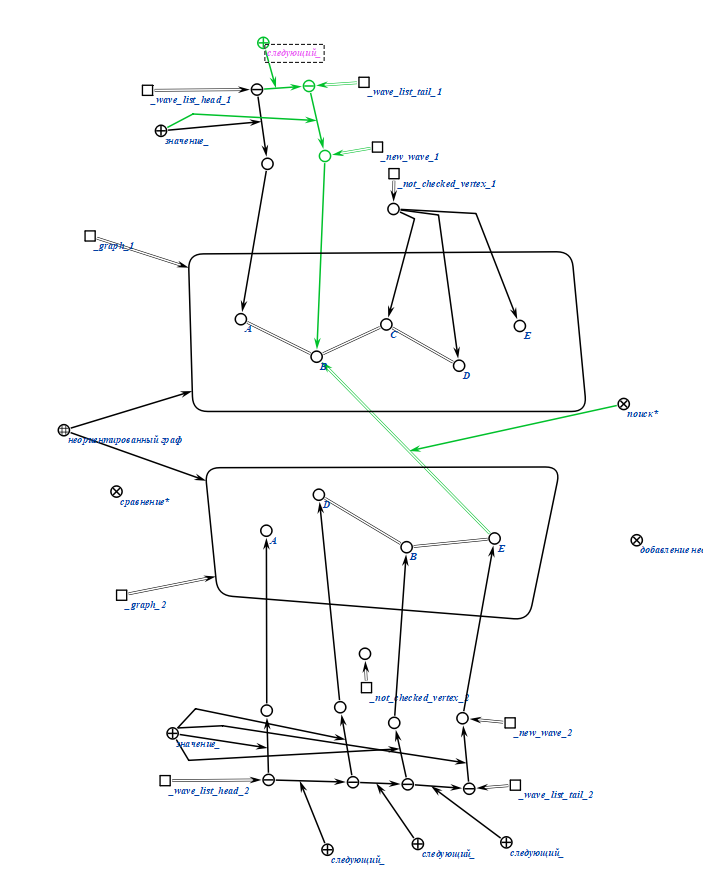 следующий_
_wave_list_head_1
_wave_list_tail_1
значение_
_new_wave_1
_not_checked_vertex_1
_graph_1
A
B
C
D
E
поиск*
неориентированный граф
сравнение*
D
A
B
E
добавление
_graph_2
_not_checked_vertex_2
_new_wave_2
значение_
_wave_list_head_2
_wave_list_tail_2
следующий_
следующий_
следующий_